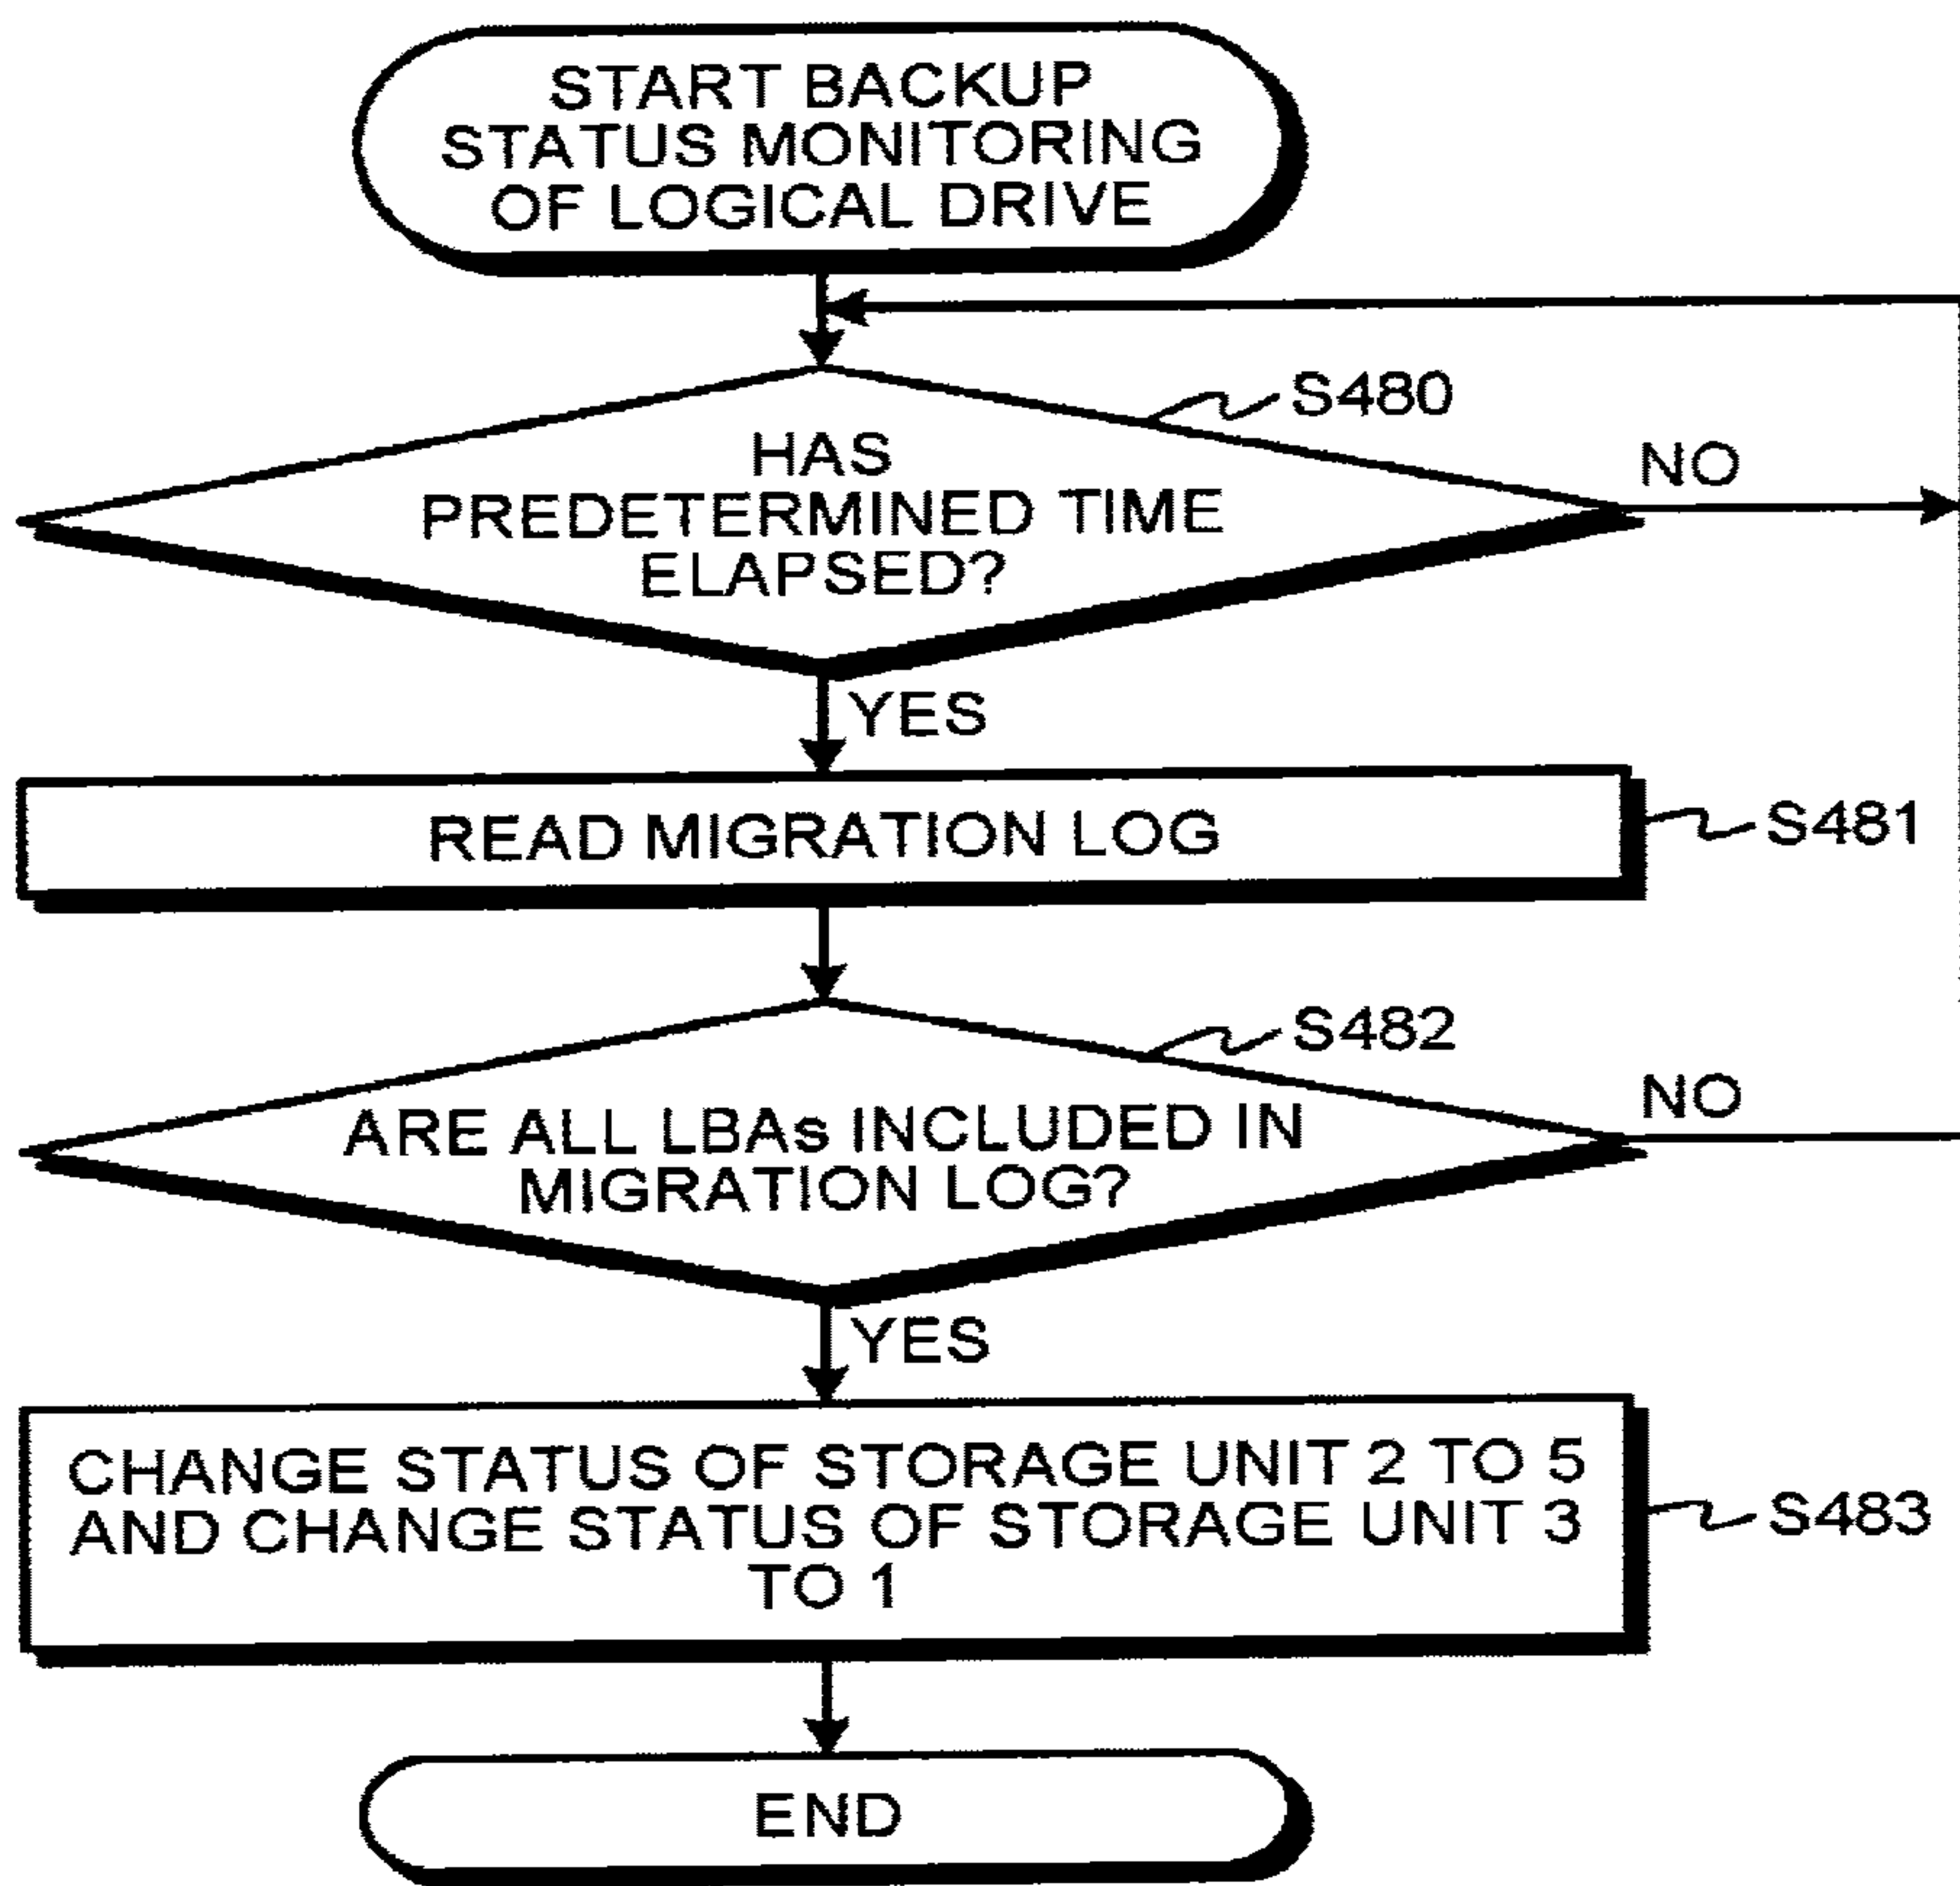 START BACKUP
STATUS MONITORING
OF LOGICAL DRIVE
S480
HAS
PREDETERMINED TIME
ELAPSED?
NO
YES
READ MIGRATION LOG
S481
S482
ARE ALL LBAs INCLUDED IN
MIGRATION LOG?
NO
YES
CHANGE STATUS OF STORAGE UNIT 2 TO 5
AND CHANGE STATUS OF STORAGE UNIT 3
TO 1
S483
END